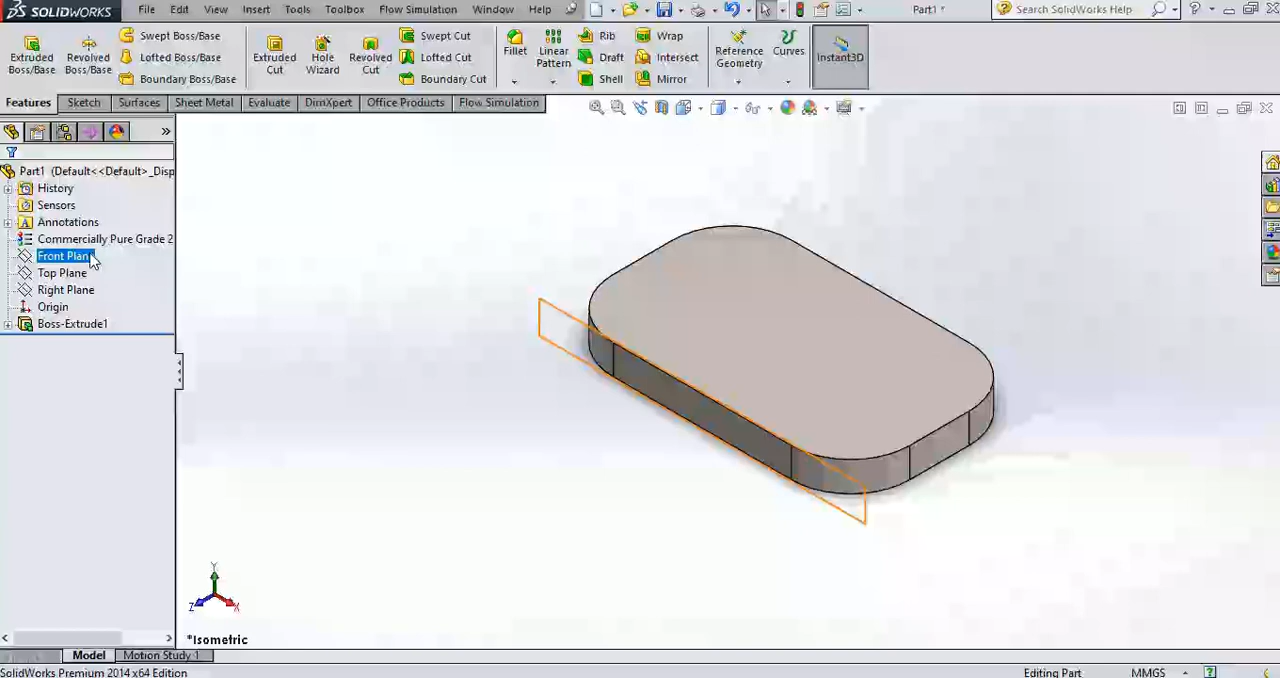 SOLIDWORKS File Edit View Insert Tools Toolbox Flow Simulation Window Help Part1 * Search SolidWorks Help
Extruded Boss/Base Revolved Boss/Base Swept Boss/Base Lofted Boss/Base Boundary Boss/Base Extruded Cut Hole Wizard Revolved Cut Swept Cut Lofted Cut Boundary Cut Fillet Linear Pattern Rib Draft Shell Wrap Intersect Mirror Reference Geometry Curves Instant3D
Features Sketch Surfaces Sheet Metal Evaluate DimXpert Office Products Flow Simulation
Part1 (Default<<Default>_Disp
History
Sensors
Annotations
Commercially Pure Grade 2
Front Plan
Top Plane
Right Plane
Origin
Boss-Extrude1
Y
Z X
*Isometric
Model Motion Study 1
SolidWorks Premium 2014 x64 Edition Editing Part MMGS